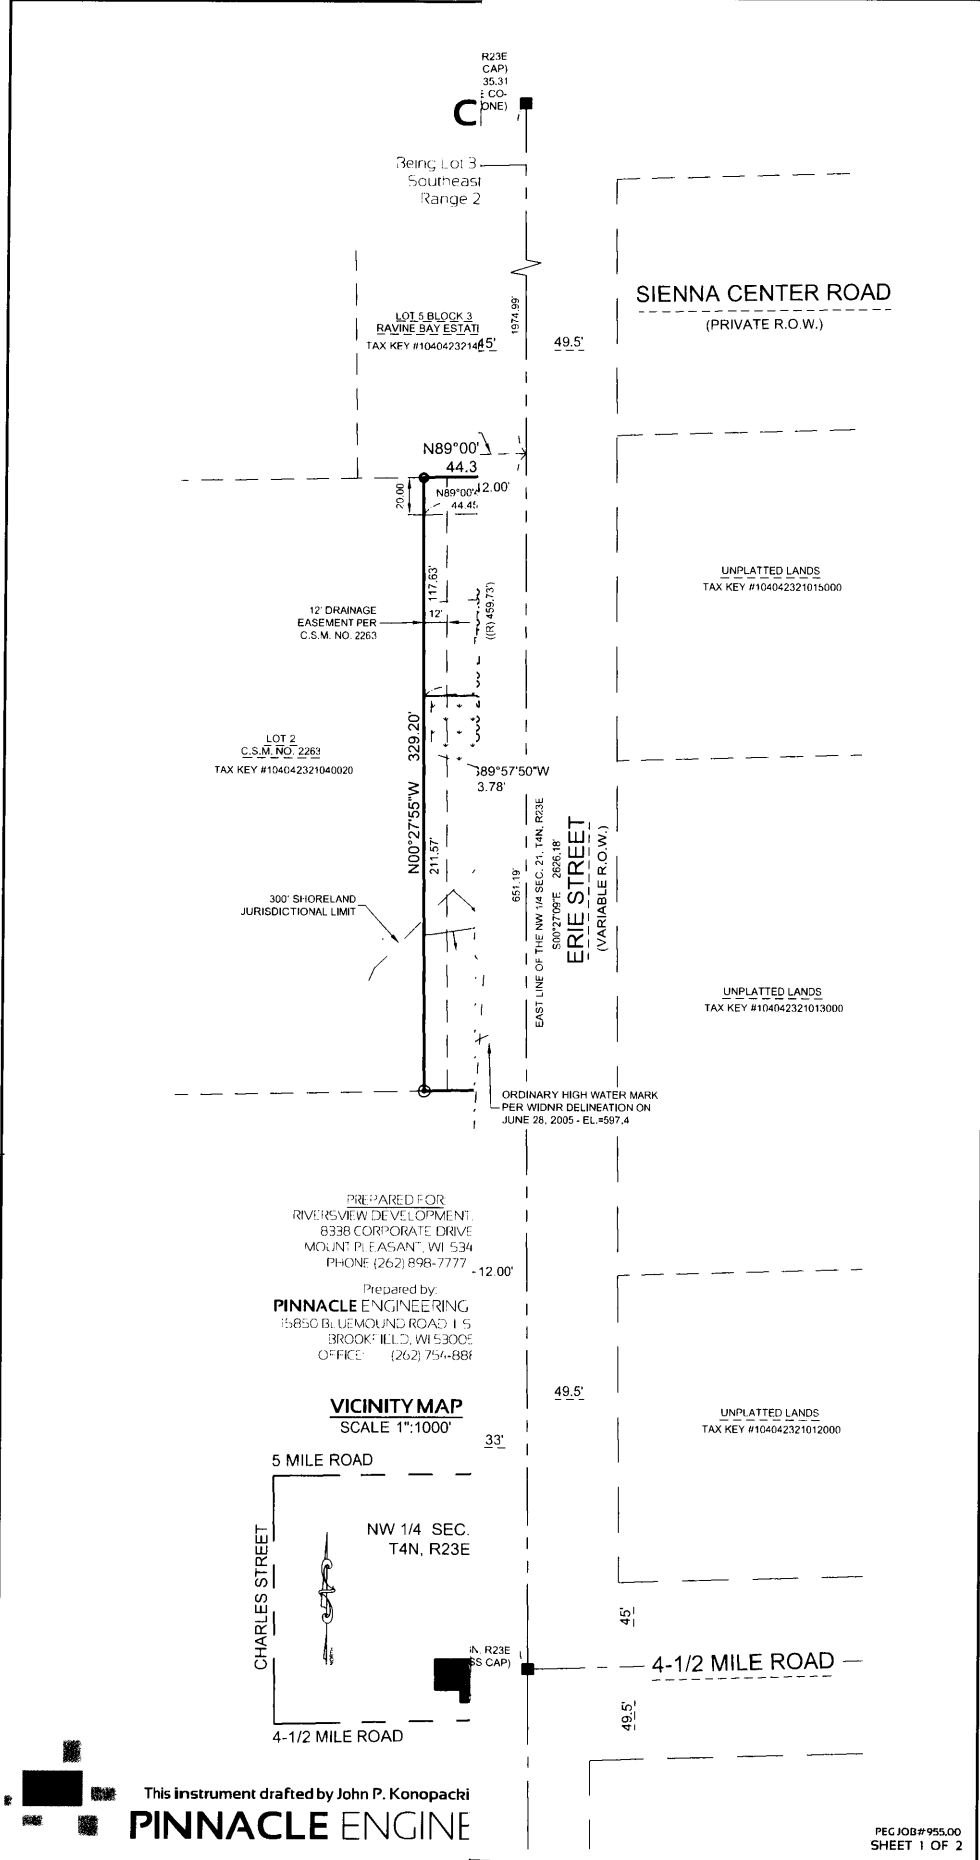 R23E
CAP)
35.31
E CO-
ONE)
C
Being Lot 3
Southeast
Range 2
SIENNA CENTER ROAD
(PRIVATE R.O.W.)
1974.99'
LOT 5 BLOCK 3
RAVINE BAY ESTATE
TAX KEY #1040423214
45'
49.5'
N89°00'
44.3
20.00
N89°00'
44.45
12.00'
UNPLATTED LANDS
TAX KEY #104042321015000
117.63'
12' DRAINAGE
EASEMENT PER
C.S.M. NO. 2263
12'
((R) 459.73')
LOT 2
C.S.M. NO. 2263
TAX KEY #104042321040020
N00°27'55"W 329.20'
211.57'
S89°57'50"W
3.78'
651.19'
EAST LINE OF THE NW 1/4 SEC. 21, T4N, R23E
S00°27'09"E 2626.18'
ERIE STREET
(VARIABLE R.O.W.)
300' SHORELAND
JURISDICTIONAL LIMIT
UNPLATTED LANDS
TAX KEY #104042321013000
ORDINARY HIGH WATER MARK
PER WIDNR DELINEATION ON
JUNE 28, 2005 - EL.=597.4
PREPARED FOR:
RIVERSVIEW DEVELOPMENT,
8338 CORPORATE DRIVE
MOUNT PLEASANT, WI 534
PHONE (262) 898-7777
12.00'
Prepared by:
PINNACLE ENGINEERING
15850 BLUEMOUND ROAD
BROOKFIELD, WI 53005
OFFICE: (262) 754-888
49.5'
VICINITY MAP
SCALE 1":1000'
33'
UNPLATTED LANDS
TAX KEY #104042321012000
5 MILE ROAD
CHARLES STREET
NW 1/4 SEC.
T4N, R23E
45'
N, R23E
SS CAP)
4-1/2 MILE ROAD
49.5'
4-1/2 MILE ROAD
This instrument drafted by John P. Konopacki
PINNACLE ENGINE
PEG JOB#955.00
SHEET 1 OF 2